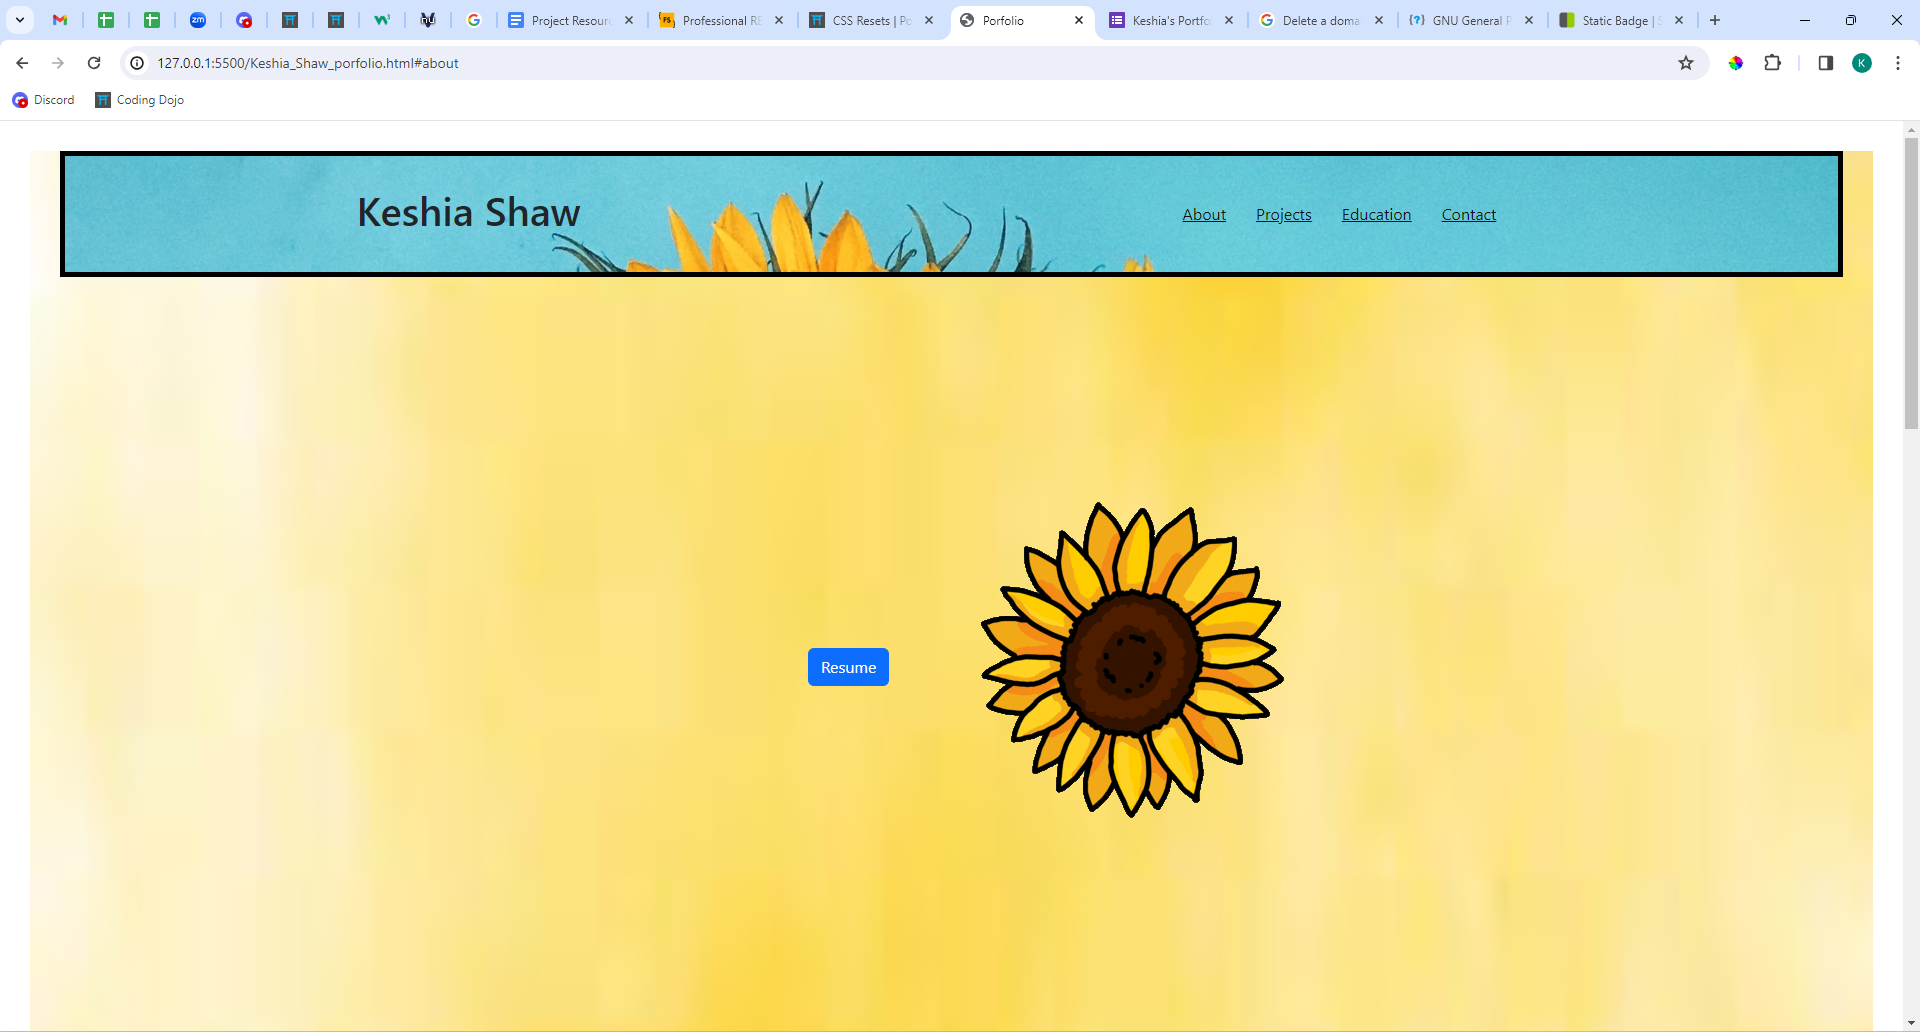 Project Resour
Professional RE
CSS Resets | Po
Porfolio
Keshia's Portfo
Delete a doma
GNU General P
Static Badge | S
127.0.0.1:5500/Keshia_Shaw_porfolio.html#about
K
Discord
Coding Dojo
Keshia Shaw
About
Projects
Education
Contact
Resume